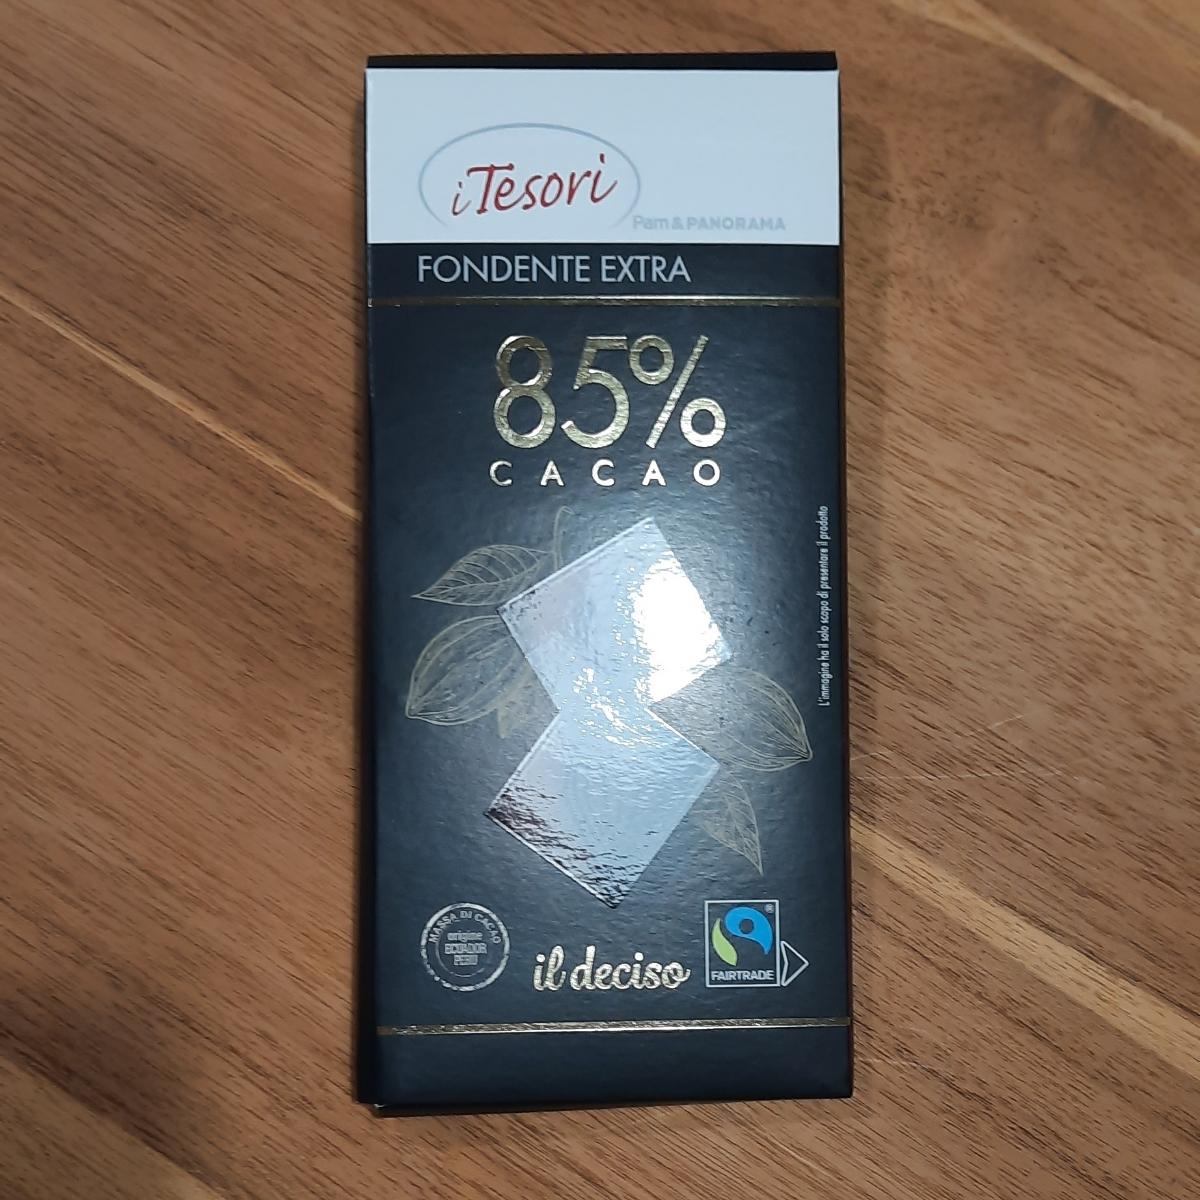 i Tesori
Pam & PANORAMA
FONDENTE EXTRA
85%
CACAO
L'immagine ha il solo scopo di presentare il prodotto
MASSA DI CACAO
origine
ECUADOR
PERÙ
il deciso
®
FAIRTRADE